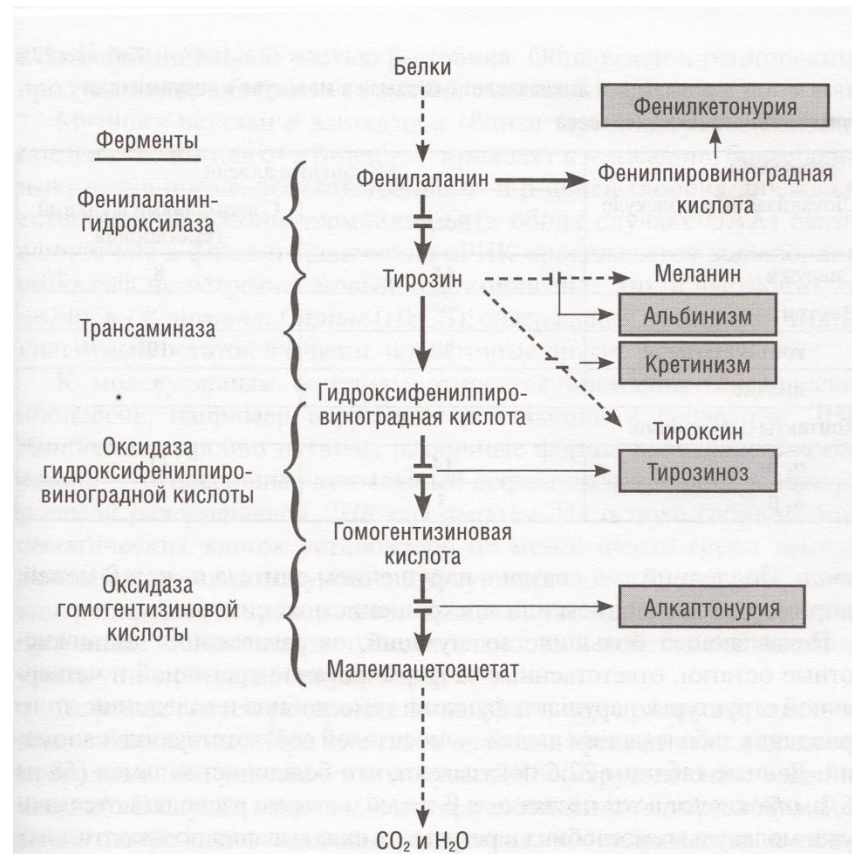 Белки
Фенилкетонурия
Ферменты
Фенилаланин-
гидроксилаза
Фенилаланин
Фенилпировиноградная
кислота
Тирозин
Меланин
Альбинизм
Трансаминаза
Кретинизм
Гидроксифенилпиро-
виноградная кислота
Тироксин
Тирозиноз
Оксидаза
гидроксифенилпиро-
виноградной кислоты
Гомогентизиновая
кислота
Оксидаза
гомогентизиновой
кислоты
Алкаптонурия
Малеилацетоацетат
CO₂ и H₂O